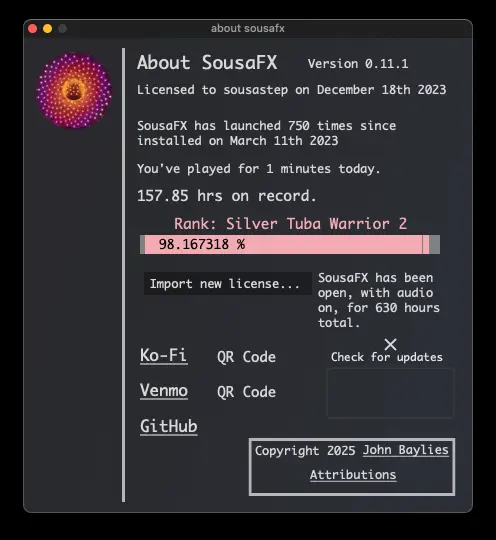 about sousafx
About SousaFX Version 0.11.1
Licensed to sousastep on December 18th 2023
SousaFX has launched 750 times since
installed on March 11th 2023
You've played for 1 minutes today.
157.85 hrs on record.
Rank: Silver Tuba Warrior 2
98.167318 %
Import new license...
SousaFX has been
open, with audio
on, for 630 hours
total.
Ko-Fi QR Code
Check for updates
Venmo QR Code
GitHub
Copyright 2025 John Baylies
Attributions